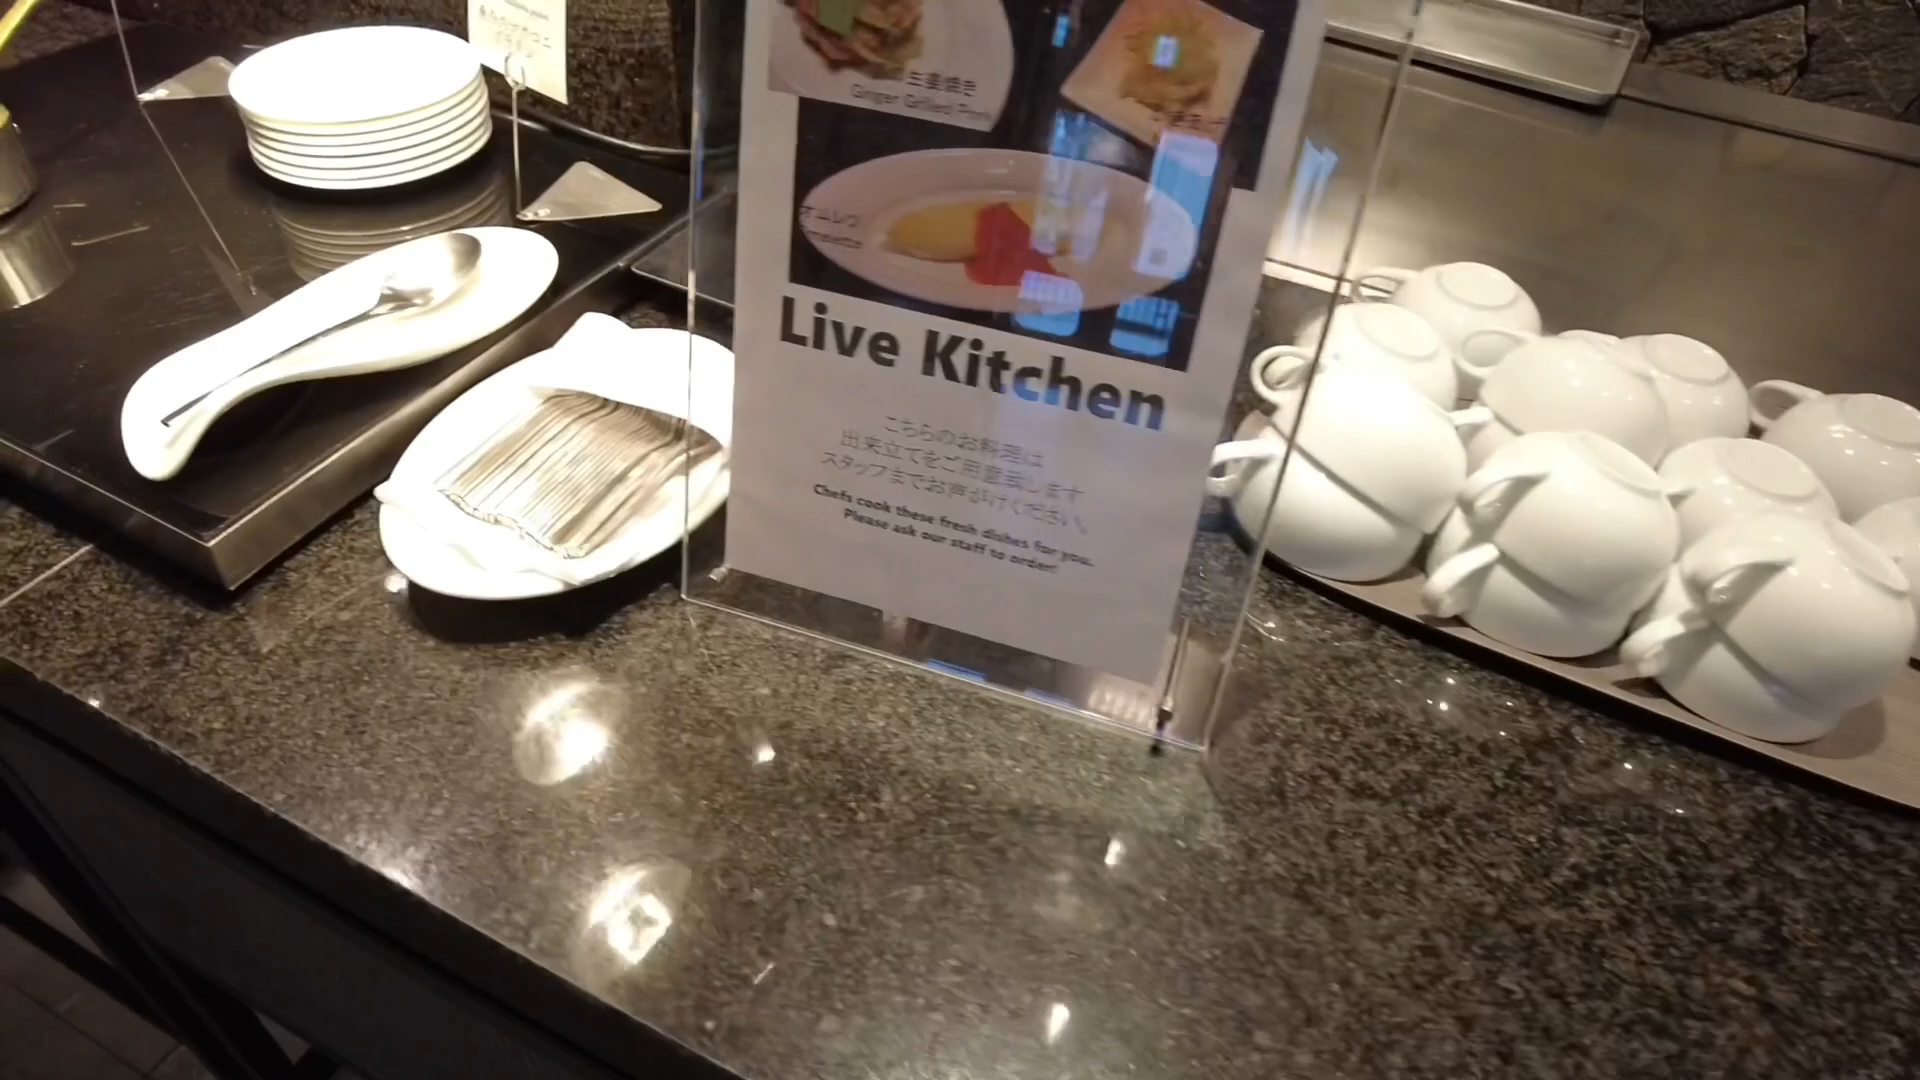 生姜焼き
Ginger Grilled Pork
オムレツ
Omelette
Live Kitchen
こちらのお料理は
出来立てをご用意致します
スタッフまでお声がけください。
Chefs cook these fresh dishes for you.
Please ask our staff to order!